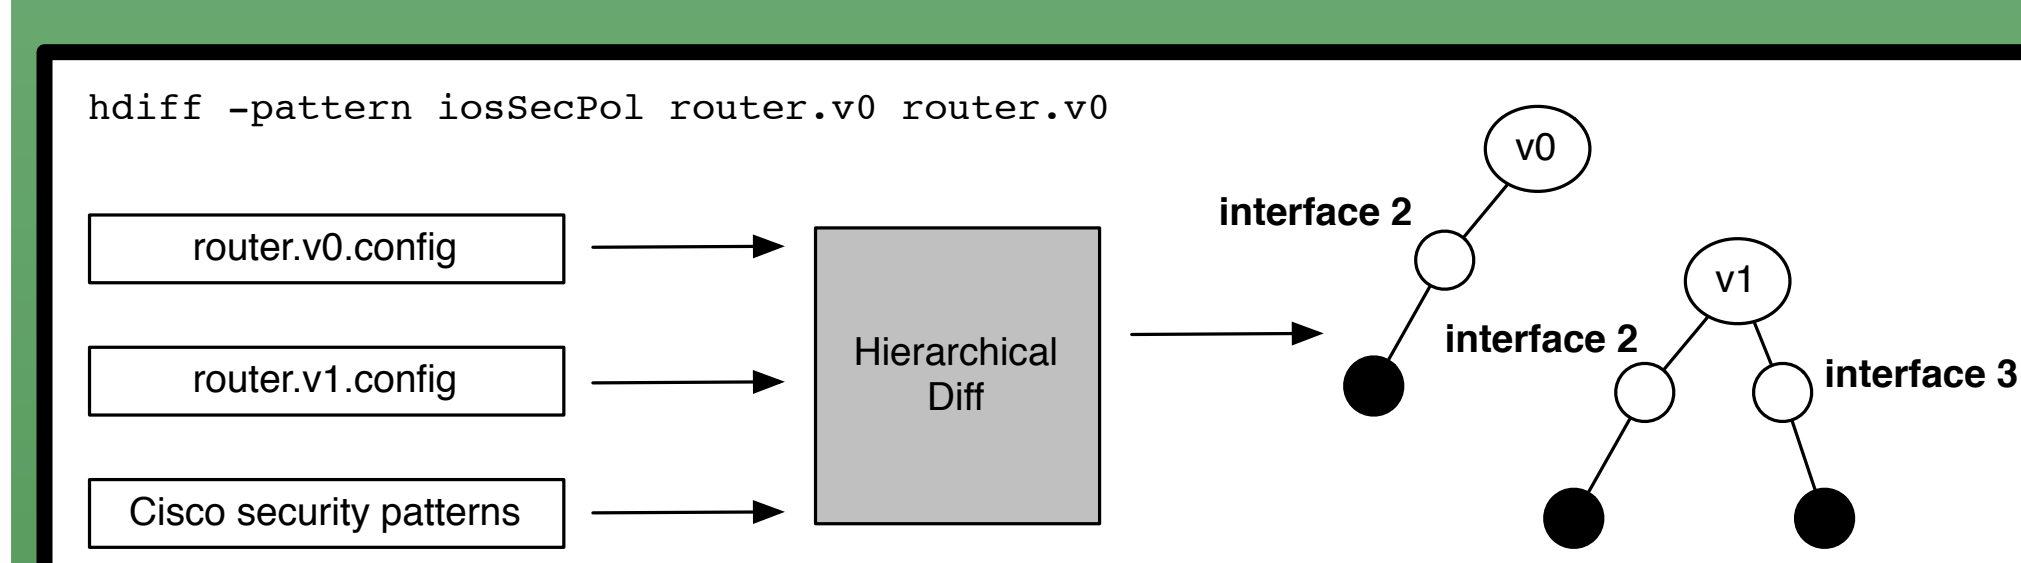 hdiff -pattern iosSecPol router.v0 router.v0
router.v0.config
router.v1.config
Cisco security patterns
Hierarchical
Diff
v0
interface 2
v1
interface 2
interface 3